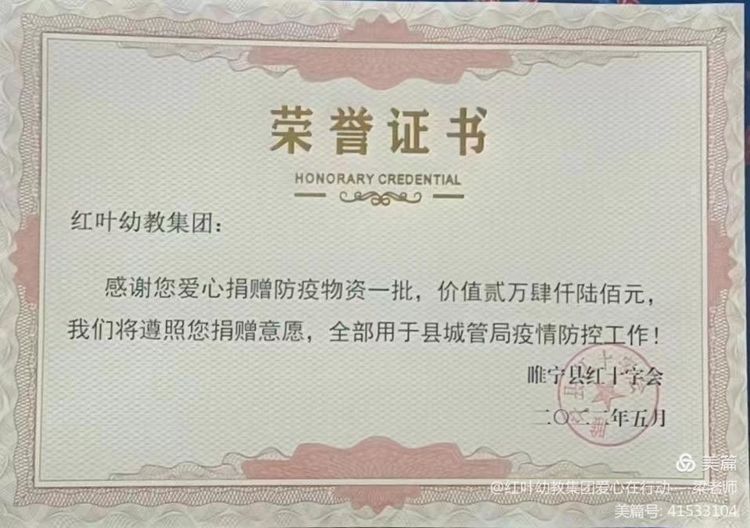 荣誉证书
HONORARY CREDENTIAL
红叶幼教集团：
感谢您爱心捐赠防疫物资一批，价值贰万肆仟陆佰元，
我们将遵照您捐赠意愿，全部用于县城管局疫情防控工作！
睢宁县红十字会
二〇二二年五月
美篇
@红叶幼教集团爱心在行动一梁老师
美篇号: 41533104